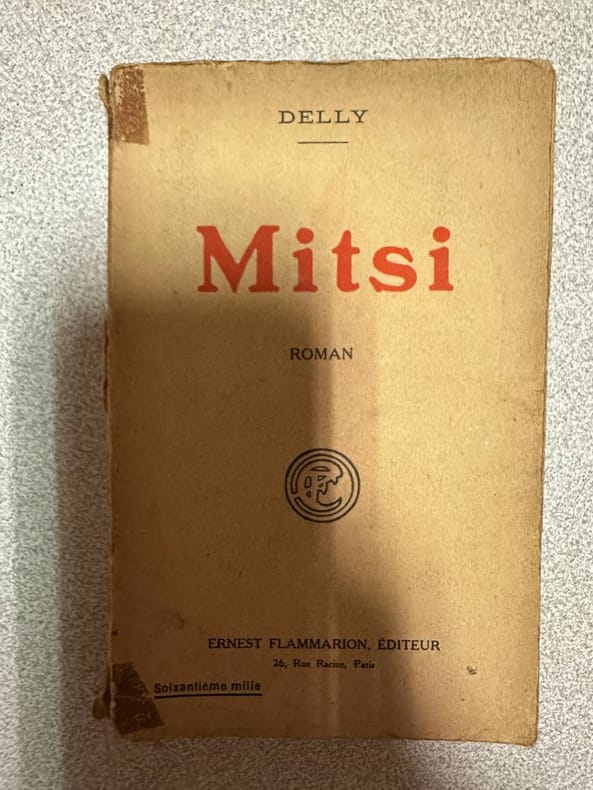 DELLY
Mitsi
ROMAN
ERNEST FLAMMARION, ÉDITEUR
26, Rue Racine, Paris
Soixantième mille